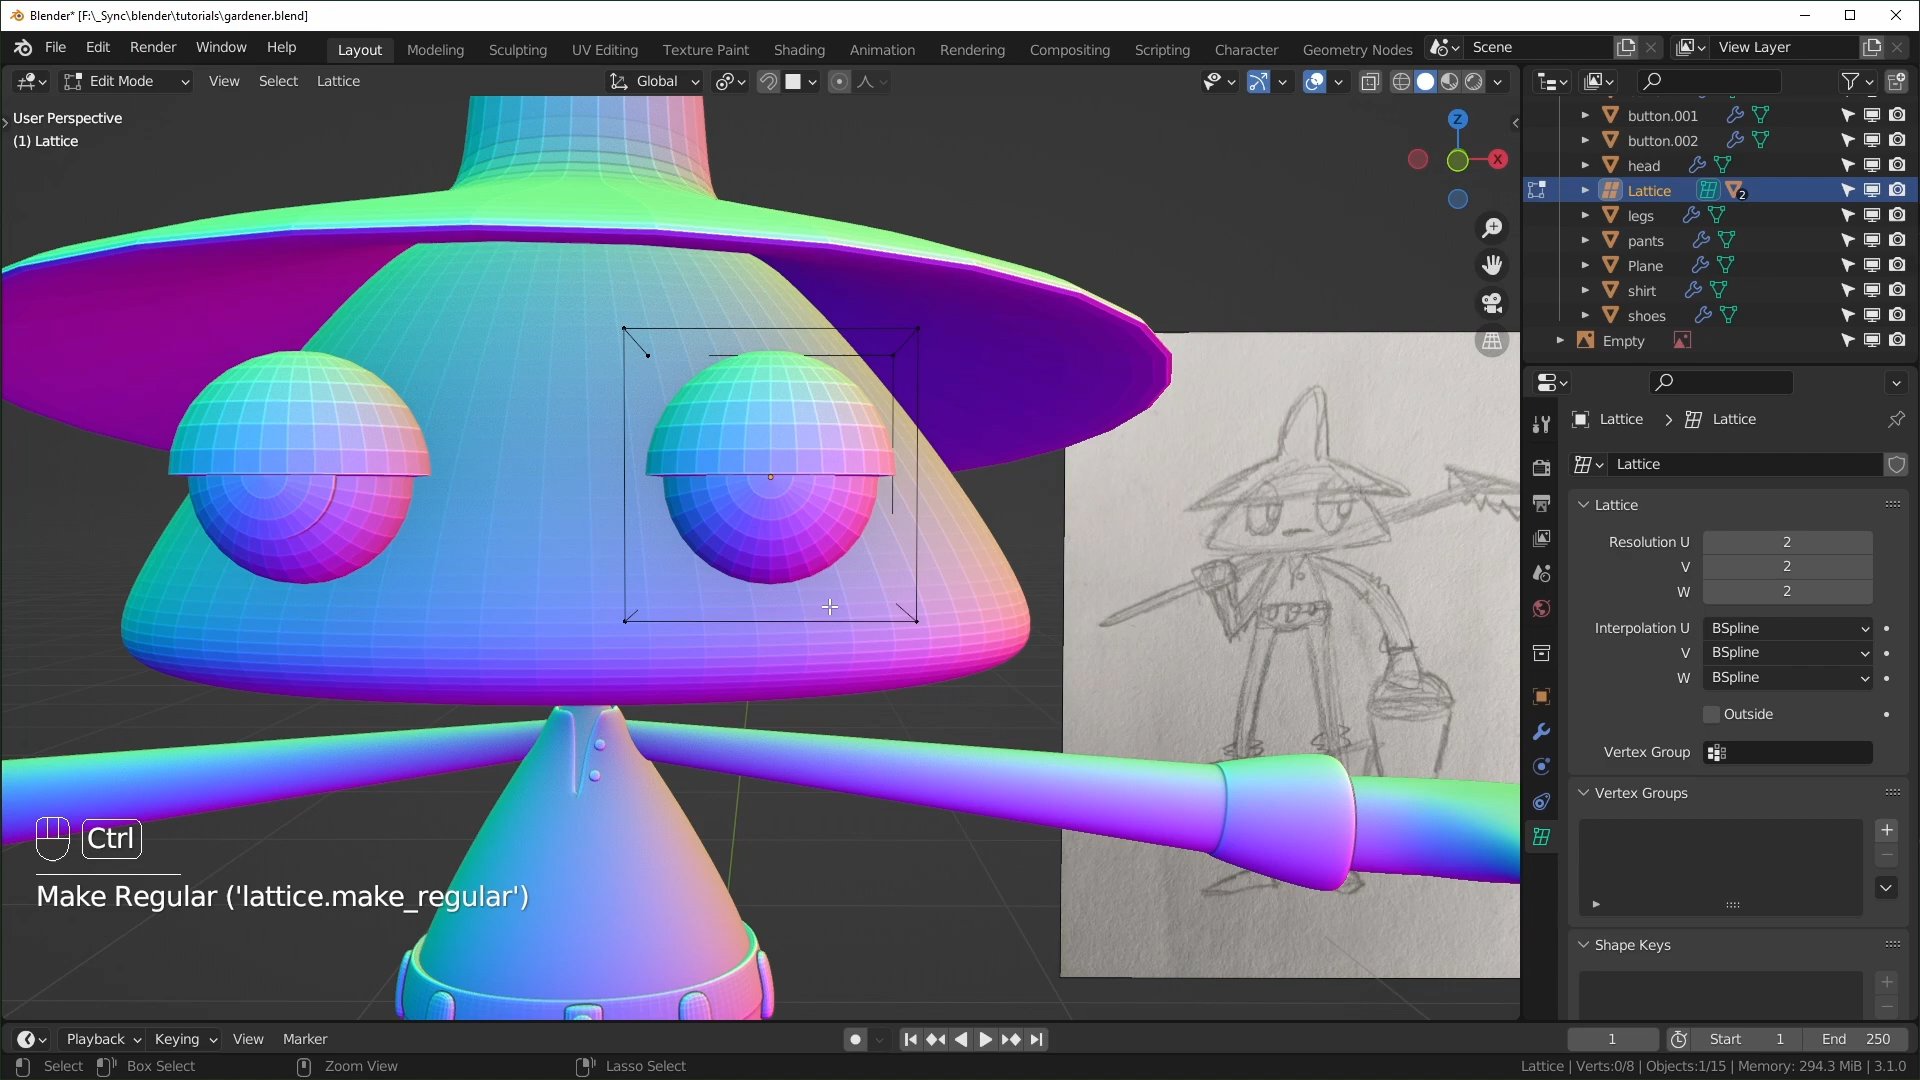 Blender* [F:\_Sync\blender\tutorials\gardener.blend]
File Edit Render Window Help Layout Modeling Sculpting UV Editing Texture Paint Shading Animation Rendering Compositing Scripting Character Geometry Nodes Scene View Layer
Edit Mode View Select Lattice Global
User Perspective
(1) Lattice
Z
X
button.001
button.002
head
Lattice 2
legs
pants
Plane
shirt
shoes
Empty
Lattice > Lattice
Lattice
Lattice
Resolution U 2
V 2
W 2
Interpolation U BSpline
V BSpline
W BSpline
Outside
Vertex Group
Vertex Groups
Shape Keys
Ctrl
Make Regular ('lattice.make_regular')
Playback Keying View Marker 1 Start 1 End 250
Select Box Select Zoom View Lasso Select Lattice | Verts:0/8 | Objects:1/15 | Memory: 294.3 MiB | 3.1.0